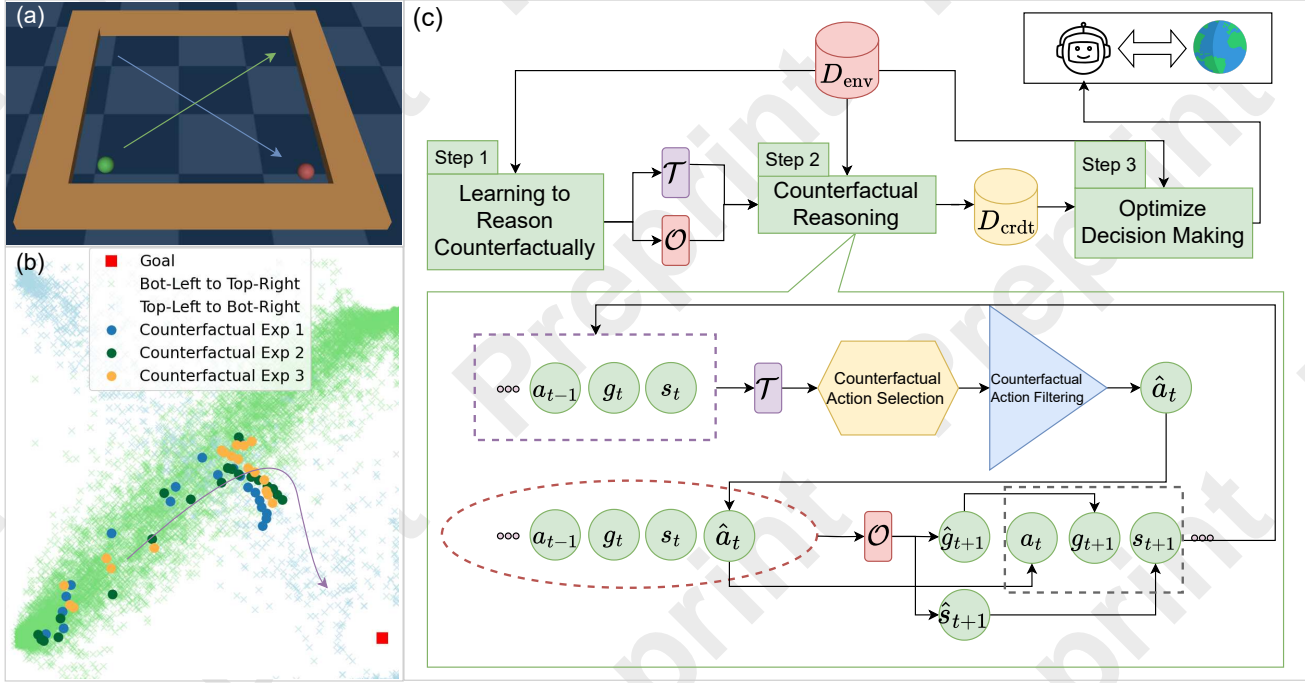 (a)
(b)
Goal
Bot-Left to Top-Right
Top-Left to Bot-Right
Counterfactual Exp 1
Counterfactual Exp 2
Counterfactual Exp 3
(c)
D_env
Step 1
Learning to
Reason
Counterfactually
𝒯
𝒪
Step 2
Counterfactual
Reasoning
D_crdt
Step 3
Optimize
Decision Making
a_{t-1} g_t s_t
𝒯
Counterfactual
Action Selection
Counterfactual
Action Filtering
â_t
a_{t-1} g_t s_t â_t
𝒪
ĝ_{t+1}
a_t g_{t+1} s_{t+1}
ŝ_{t+1}
Preprint
Preprint
Preprint
Preprint